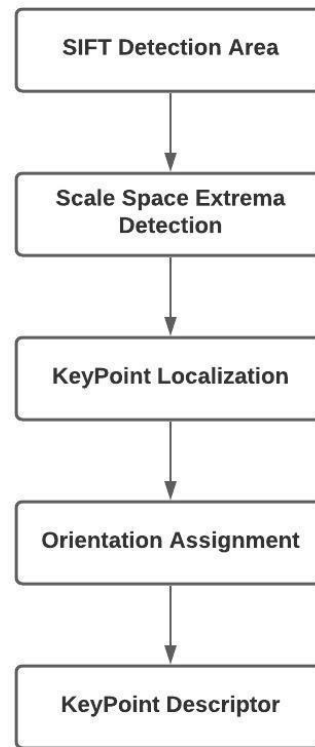 SIFT Detection Area
Scale Space Extrema
Detection
KeyPoint Localization
Orientation Assignment
KeyPoint Descriptor